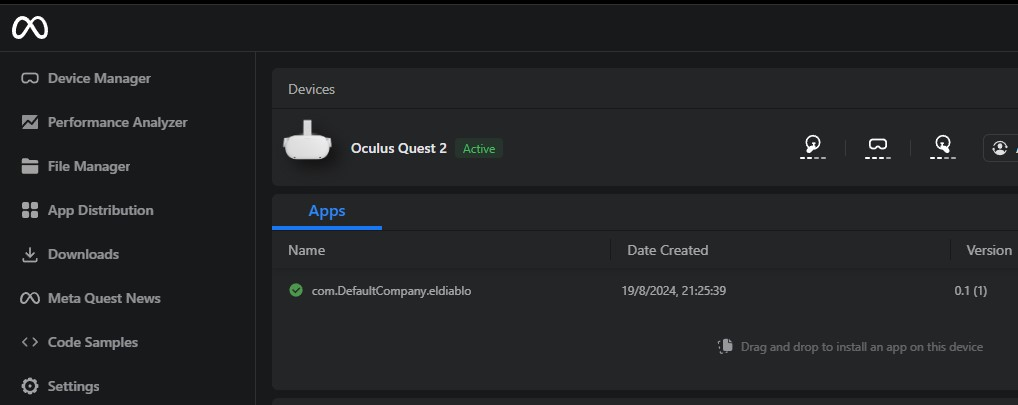 Device Manager
Performance Analyzer
File Manager
App Distribution
Downloads
Meta Quest News
Code Samples
Settings
Devices
Oculus Quest 2 Active
Apps
Name Date Created Version
com.DefaultCompany.eldiablo 19/8/2024, 21:25:39 0.1 (1)
Drag and drop to install an app on this device